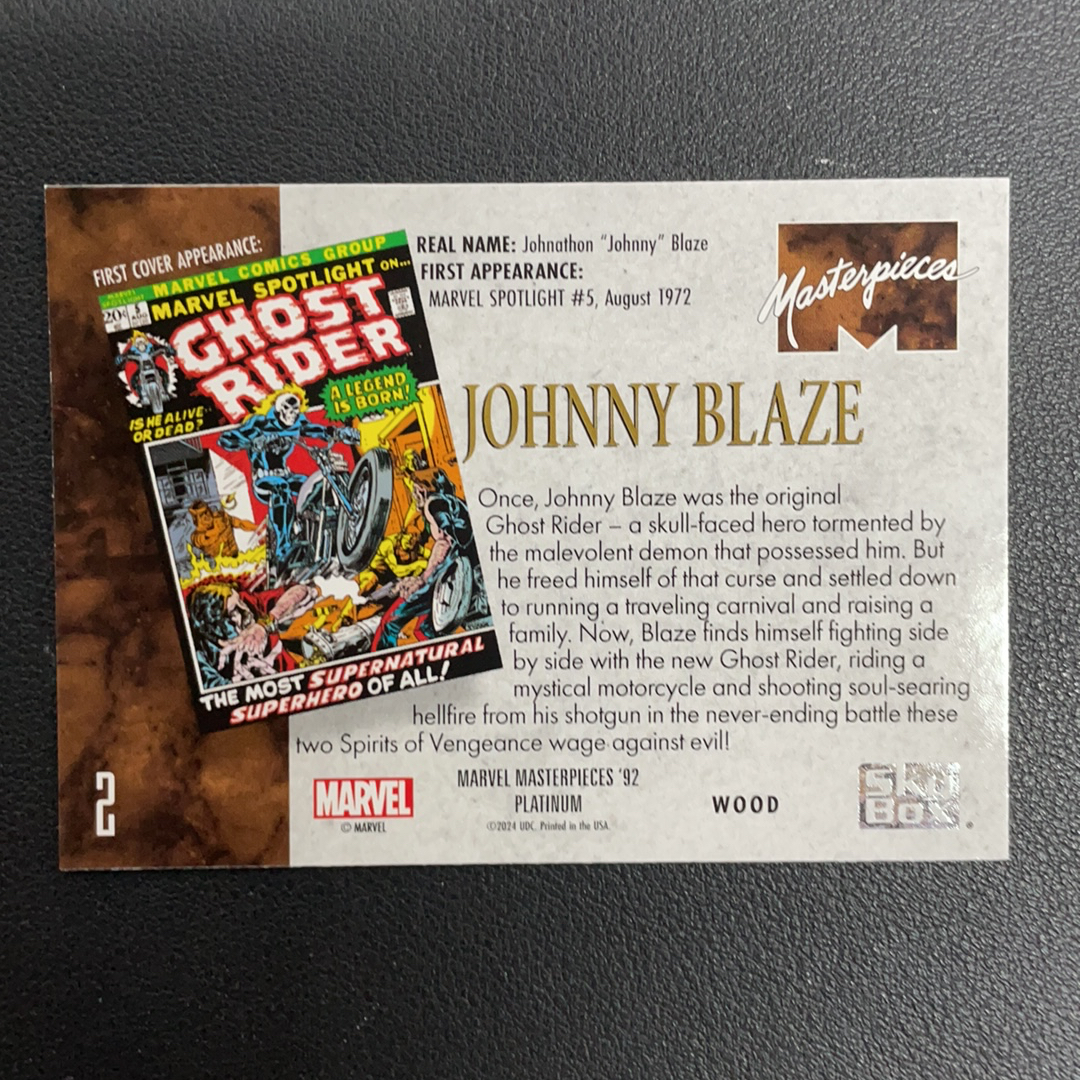 FIRST COVER APPEARANCE:
MARVEL COMICS GROUP
20¢ 5
MARVEL SPOTLIGHT ON...
GHOST
RIDER
A LEGEND
IS BORN!
IS HE ALIVE..
OR DEAD?
THE MOST SUPERNATURAL
SUPERHERO OF ALL!
REAL NAME: Johnathon "Johnny" Blaze
FIRST APPEARANCE:
MARVEL SPOTLIGHT #5, August 1972
Masterpieces
JOHNNY BLAZE
Once, Johnny Blaze was the original
Ghost Rider – a skull-faced hero tormented by
the malevolent demon that possessed him. But
he freed himself of that curse and settled down
to running a traveling carnival and raising a
family. Now, Blaze finds himself fighting side
by side with the new Ghost Rider, riding a
mystical motorcycle and shooting soul-searing
hellfire from his shotgun in the never-ending battle these
two Spirits of Vengeance wage against evil!
2
MARVEL
© MARVEL
MARVEL MASTERPIECES '92
PLATINUM
©2024 UDC. Printed in the USA.
WOOD
SKYBOX